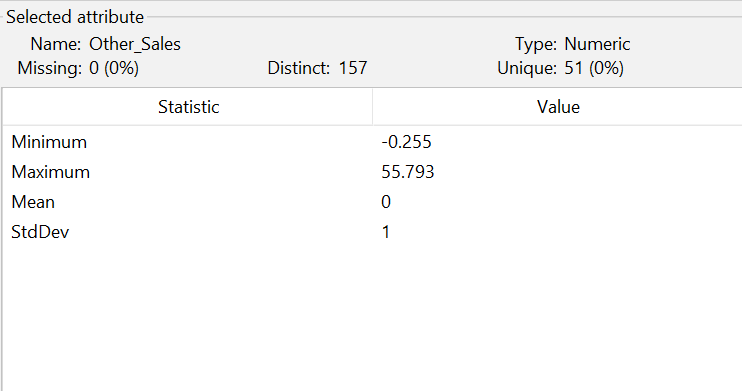 Selected attribute
Name: Other_Sales Type: Numeric
Missing: 0 (0%) Distinct: 157 Unique: 51 (0%)
Statistic Value
Minimum -0.255
Maximum 55.793
Mean 0
StdDev 1